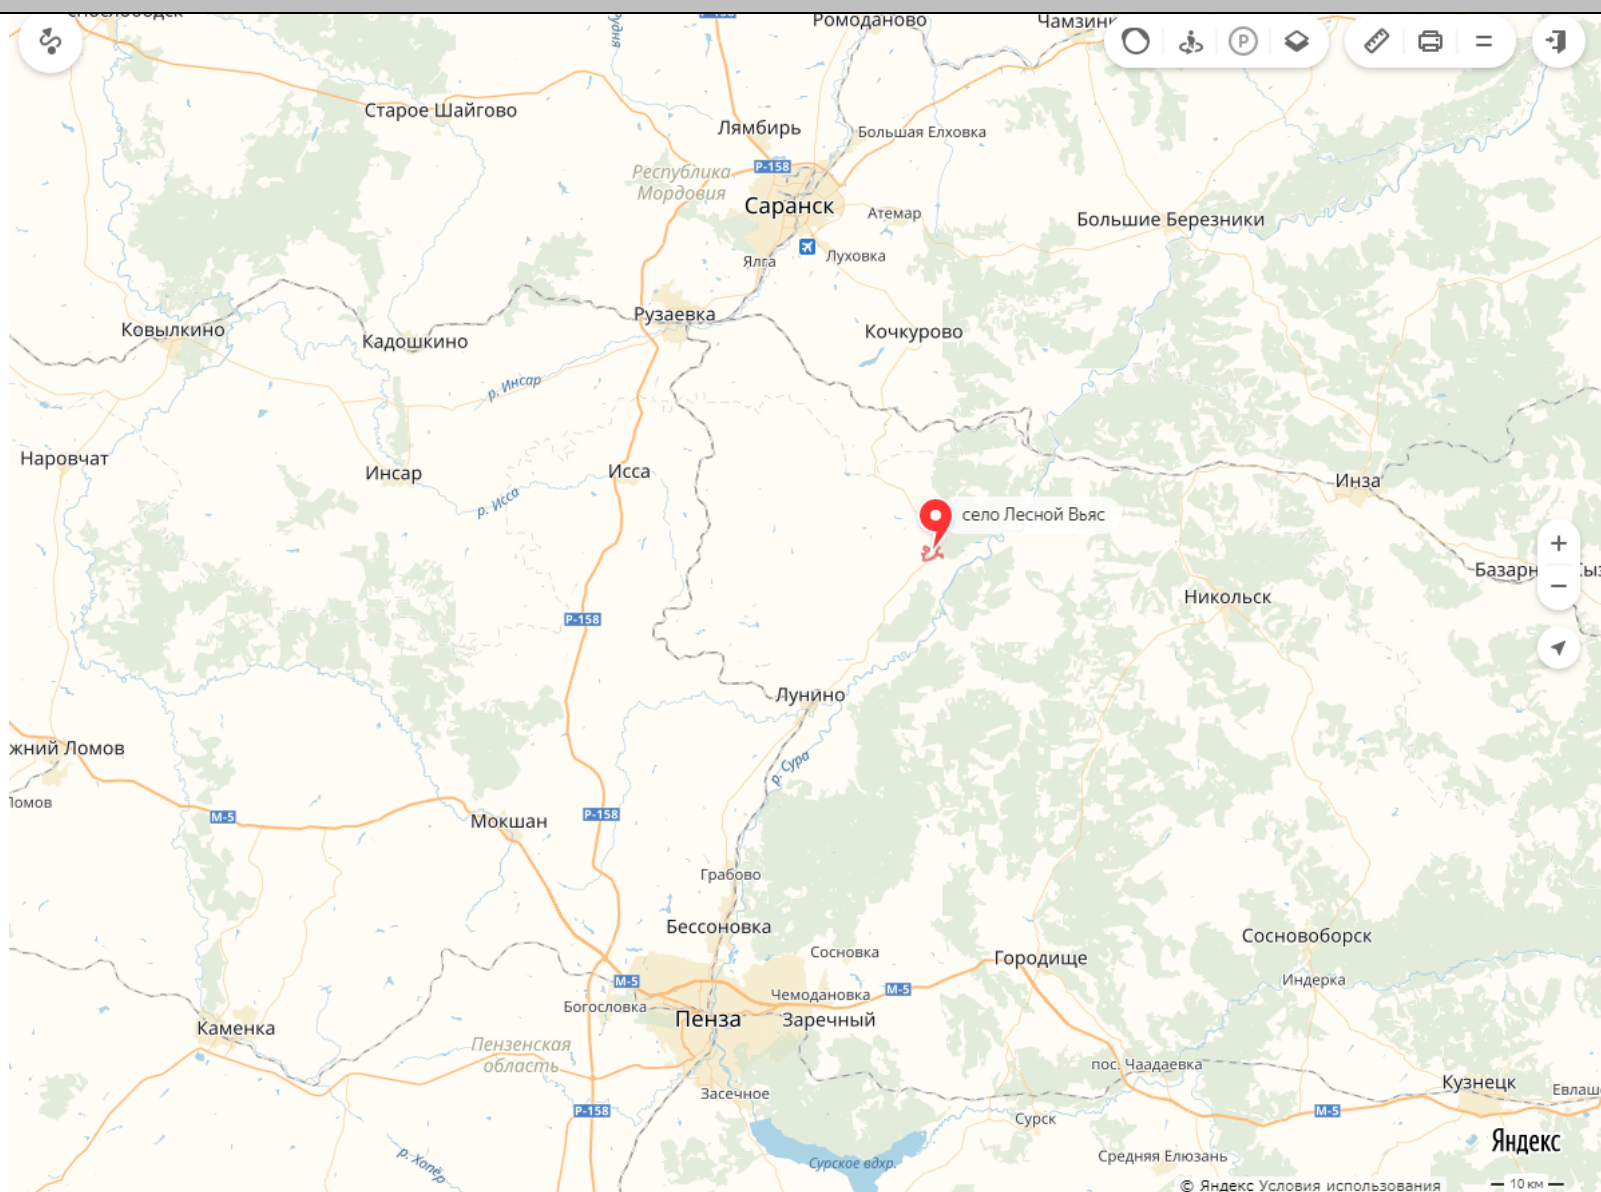 Ромоданово
Рудня
Старое Шайгово
Лямбирь
Большая Елховка
Р-158
Республика
Мордовия
Саранск
Атемар
Большие Березники
Ялга
Луховка
Рузаевка
Ковылкино
Кадошкино
Кочкурово
р. Инсар
Наровчат
Инсар
Исса
р. Исса
Инза
село Лесной Вьяс
Базарн
Никольск
Р-158
Лунино
жний Ломов
р. Сура
Ломов
М-5
Мокшан
Р-158
Грабово
Бессоновка
Сосновка
Городище
Сосновоборск
Индерка
М-5
Чемодановка
М-5
Богословка
Пенза
Заречный
Каменка
Пензенская
область
пос. Чаадаевка
Кузнецк
Засечное
Евлаш
Р-158
Сурск
М-5
Яндекс
р. Хопёр
Сурское вдхр.
Средняя Елюзань
© Яндекс Условия использования
10 км